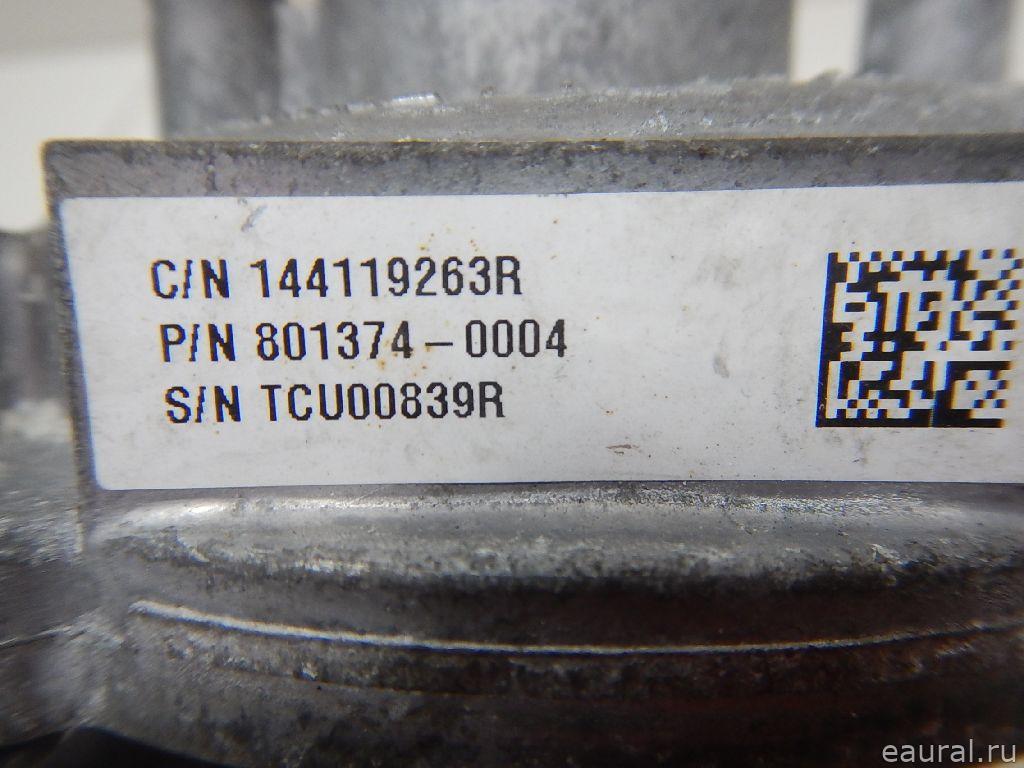 C/N 144119263R
P/N 801374-0004
S/N TCU00839R
eaural.ru